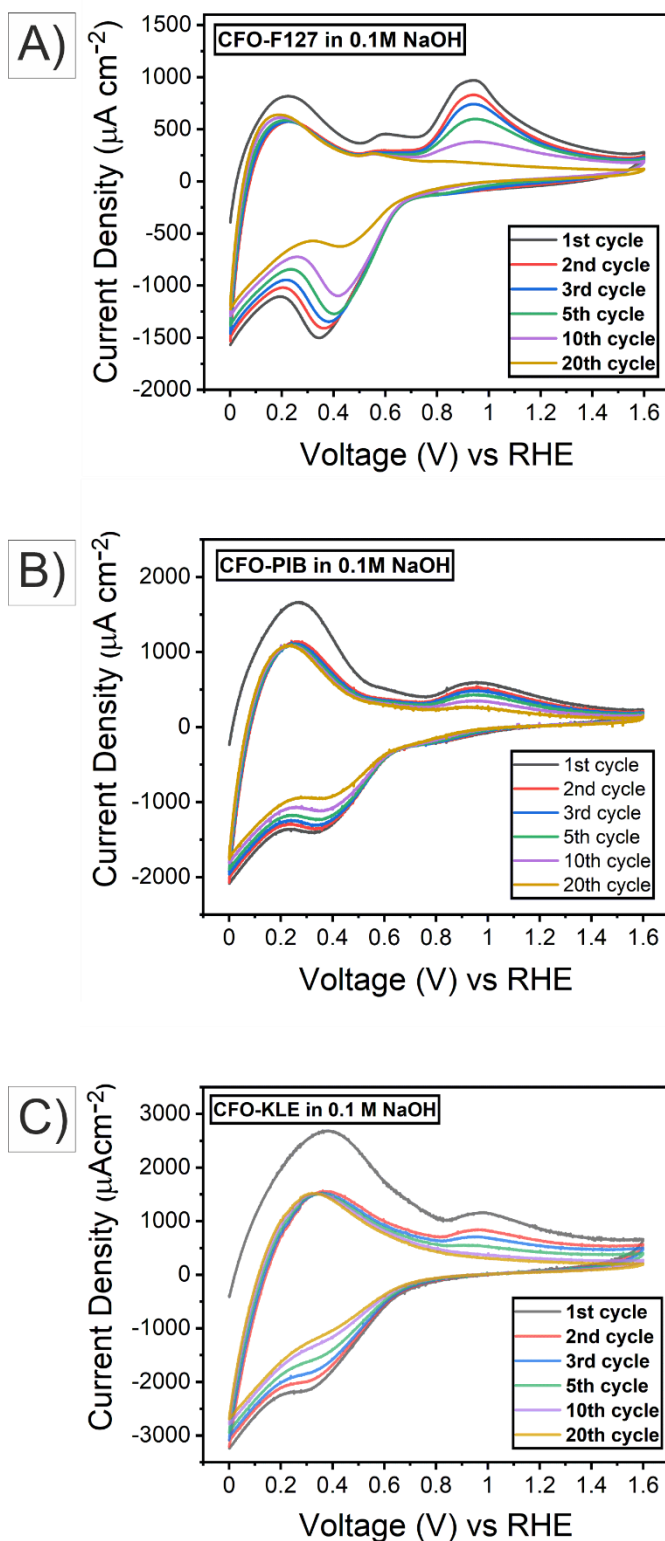 A)
CFO-F127 in 0.1M NaOH
Current Density (µA cm⁻²)
1500
1000
500
0
-500
-1000
-1500
-2000
1st cycle
2nd cycle
3rd cycle
5th cycle
10th cycle
20th cycle
0 0.2 0.4 0.6 0.8 1 1.2 1.4 1.6
Voltage (V) vs RHE
B)
CFO-PIB in 0.1M NaOH
Current Density (µA cm⁻²)
2000
1000
0
-1000
-2000
1st cycle
2nd cycle
3rd cycle
5th cycle
10th cycle
20th cycle
0 0.2 0.4 0.6 0.8 1 1.2 1.4 1.6
Voltage (V) vs RHE
C)
CFO-KLE in 0.1 M NaOH
Current Density (µAcm⁻²)
3000
2000
1000
0
-1000
-2000
-3000
1st cycle
2nd cycle
3rd cycle
5th cycle
10th cycle
20th cycle
0 0.2 0.4 0.6 0.8 1 1.2 1.4 1.6
Voltage (V) vs RHE